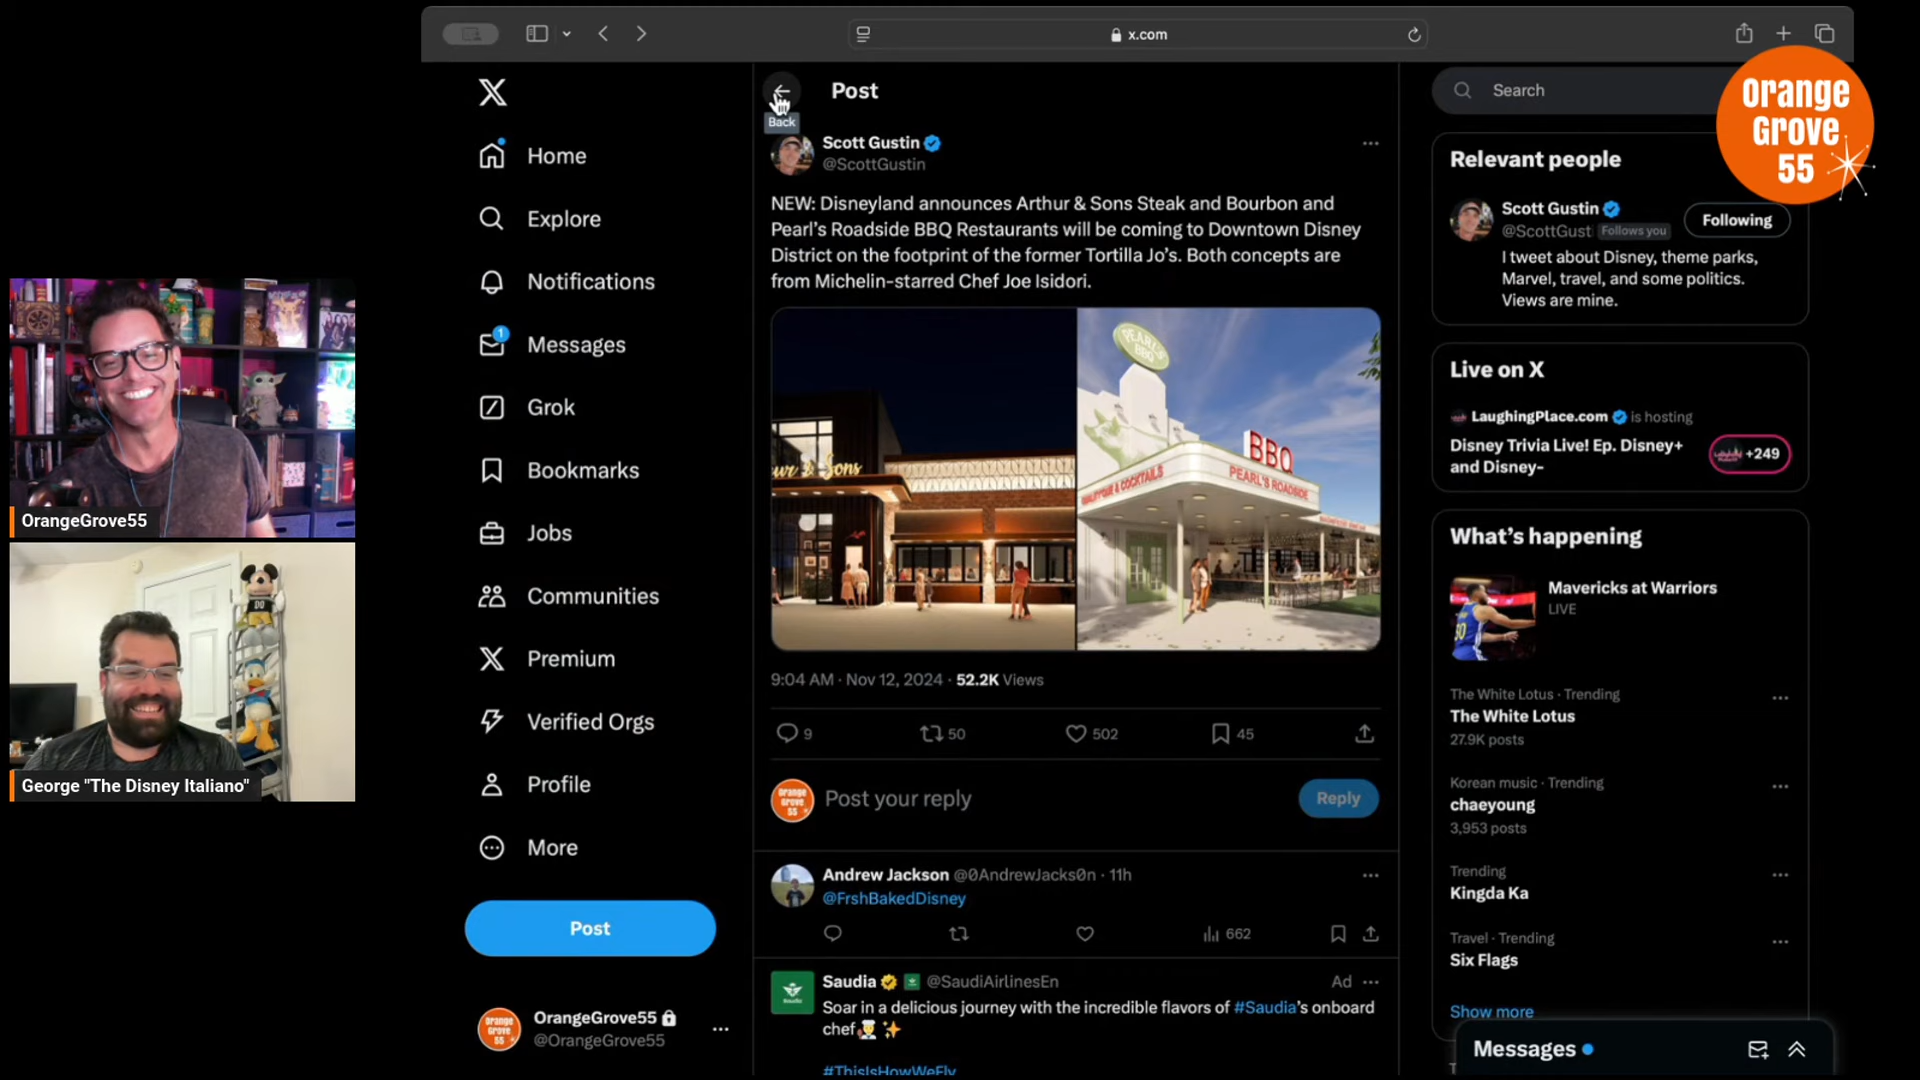 x.com
Orange
Grove
55
Post
Back
Search
Home
Explore
Notifications
1
Messages
Grok
Bookmarks
Jobs
Communities
Premium
Verified Orgs
Profile
More
Post
OrangeGrove55
@OrangeGrove55
Scott Gustin
@ScottGustin
NEW: Disneyland announces Arthur & Sons Steak and Bourbon and
Pearl's Roadside BBQ Restaurants will be coming to Downtown Disney
District on the footprint of the former Tortilla Jo's. Both concepts are
from Michelin-starred Chef Joe Isidori.
& Sons
PEARL'S
BBQ
BBQ
& COCKTAILS
PEARL'S ROADSIDE
9:04 AM · Nov 12, 2024 · 52.2K Views
9
50
502
45
Orange
Grove
55
Post your reply
Reply
Andrew Jackson @0AndrewJacks0n · 11h
@FrshBakedDisney
662
Saudia @SaudiAirlinesEn
Ad
Soar in a delicious journey with the incredible flavors of #Saudia's onboard
chef
#ThisIsHowWeFly
Relevant people
Scott Gustin
@ScottGust
Follows you
Following
I tweet about Disney, theme parks,
Marvel, travel, and some politics.
Views are mine.
Live on X
LaughingPlace.com is hosting
Disney Trivia Live! Ep. Disney+
and Disney-
+249
What's happening
Mavericks at Warriors
LIVE
The White Lotus · Trending
The White Lotus
27.9K posts
Korean music · Trending
chaeyoung
3,953 posts
Trending
Kingda Ka
Travel · Trending
Six Flags
Show more
Messages
OrangeGrove55
DO
George "The Disney Italiano"